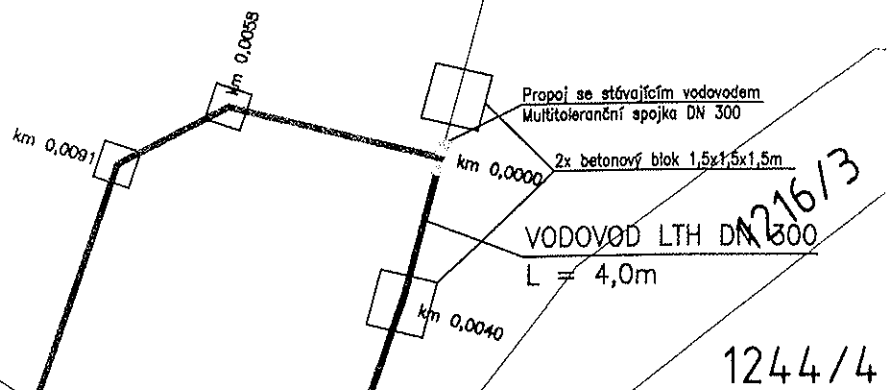 km 0,0058
Propoj se stávajícím vodovodem
Multitoleranční spojka DN 300
km 0,0091
km 0,0000
2x betonový blok 1,5x1,5x1,5m
1216/3
VODOVOD LTH DN 300
L = 4,0m
km 0,0040
1244/4